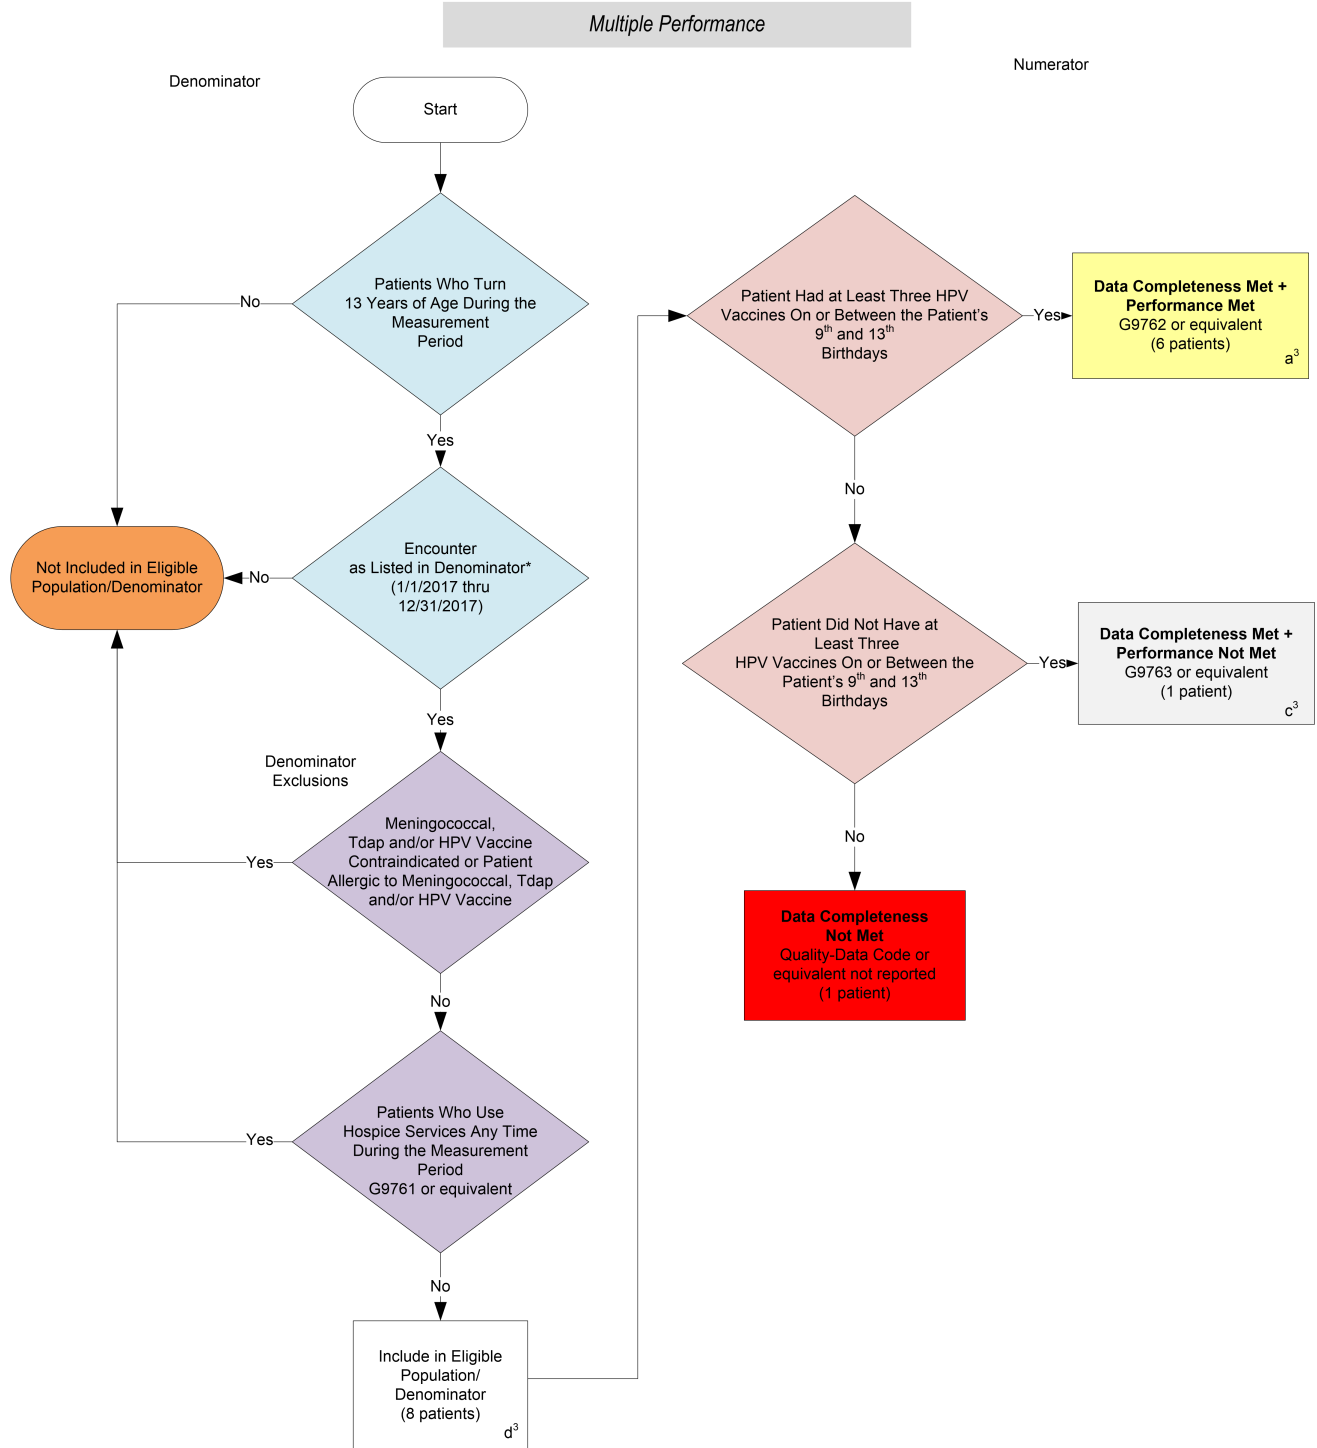 Multiple Performance
Denominator
Numerator
Start
Patients Who Turn
13 Years of Age During the
Measurement
Period
No
Yes
Encounter
as Listed in Denominator*
(1/1/2017 thru
12/31/2017)
No
Not Included in Eligible
Population/Denominator
Yes
Denominator
Exclusions
Meningococcal,
Tdap and/or HPV Vaccine
Contraindicated or Patient
Allergic to Meningococcal, Tdap
and/or HPV Vaccine
Yes
No
Patients Who Use
Hospice Services Any Time
During the Measurement
Period
G9761 or equivalent
Yes
No
Include in Eligible
Population/
Denominator
(8 patients)
d³
Patient Had at Least Three HPV
Vaccines On or Between the Patient's
9th and 13th
Birthdays
Yes
Data Completeness Met +
Performance Met
G9762 or equivalent
(6 patients)
a³
No
Patient Did Not Have at
Least Three
HPV Vaccines On or Between the
Patient's 9th and 13th
Birthdays
Yes
Data Completeness Met +
Performance Not Met
G9763 or equivalent
(1 patient)
c³
No
Data Completeness
Not Met
Quality-Data Code or
equivalent not reported
(1 patient)